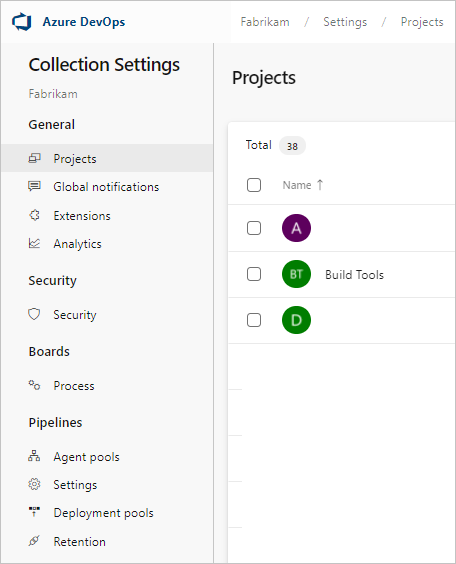 Azure DevOps
Fabrikam / Settings / Projects
Collection Settings
Fabrikam
General
Projects
Global notifications
Extensions
Analytics
Security
Security
Boards
Process
Pipelines
Agent pools
Settings
Deployment pools
Retention
Projects
Total 38
Name ↑
A
BT Build Tools
D